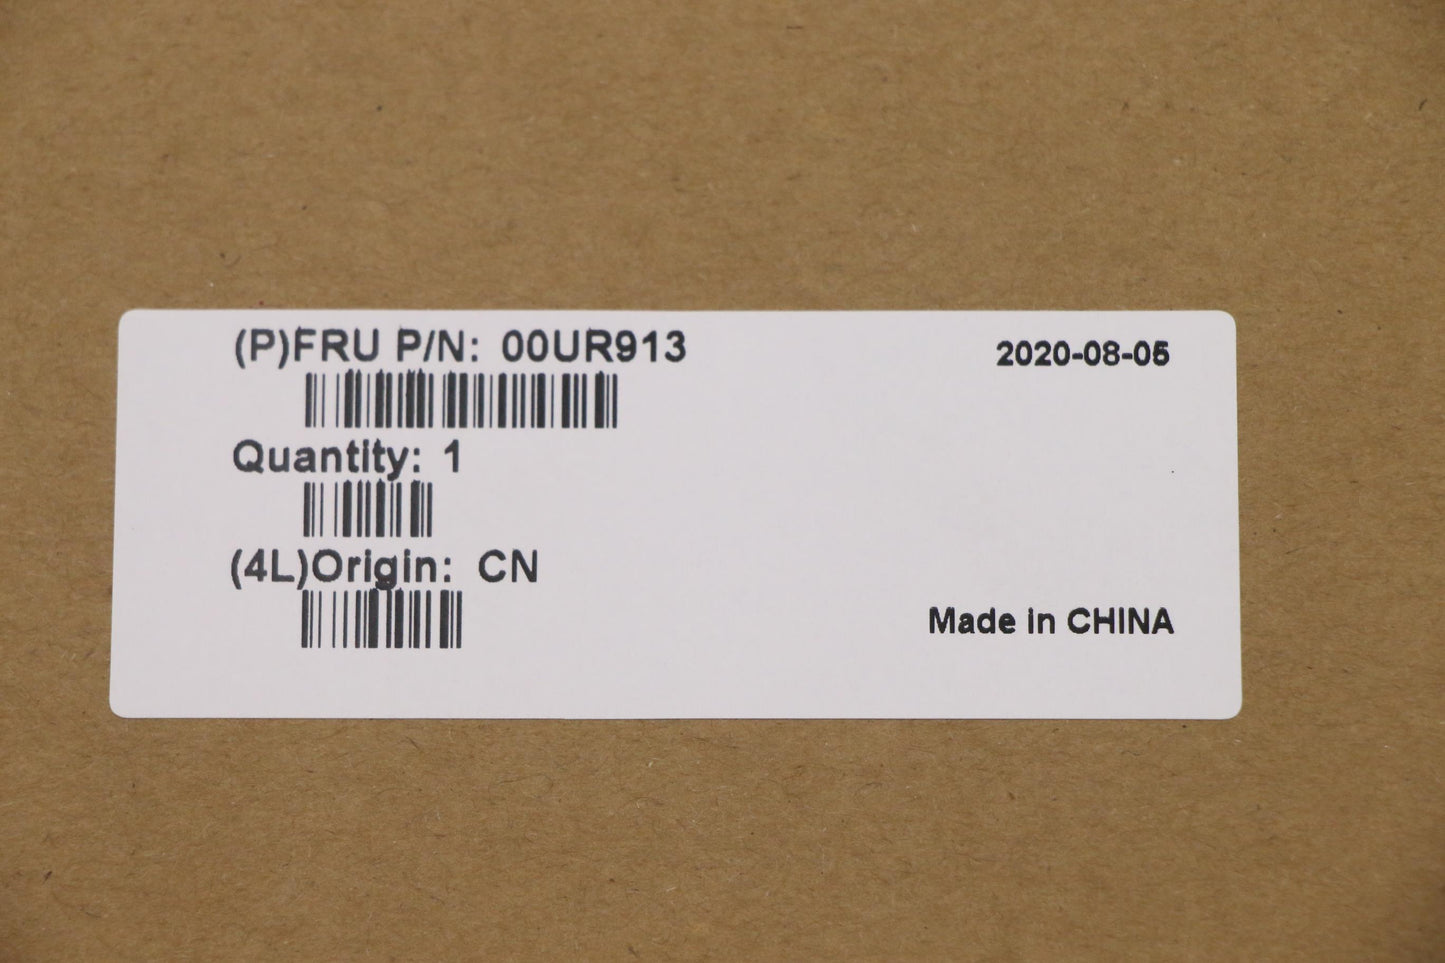 (P)FRU P/N: 00UR913
2020-08-05
Quantity: 1
(4L)Origin: CN
Made in CHINA